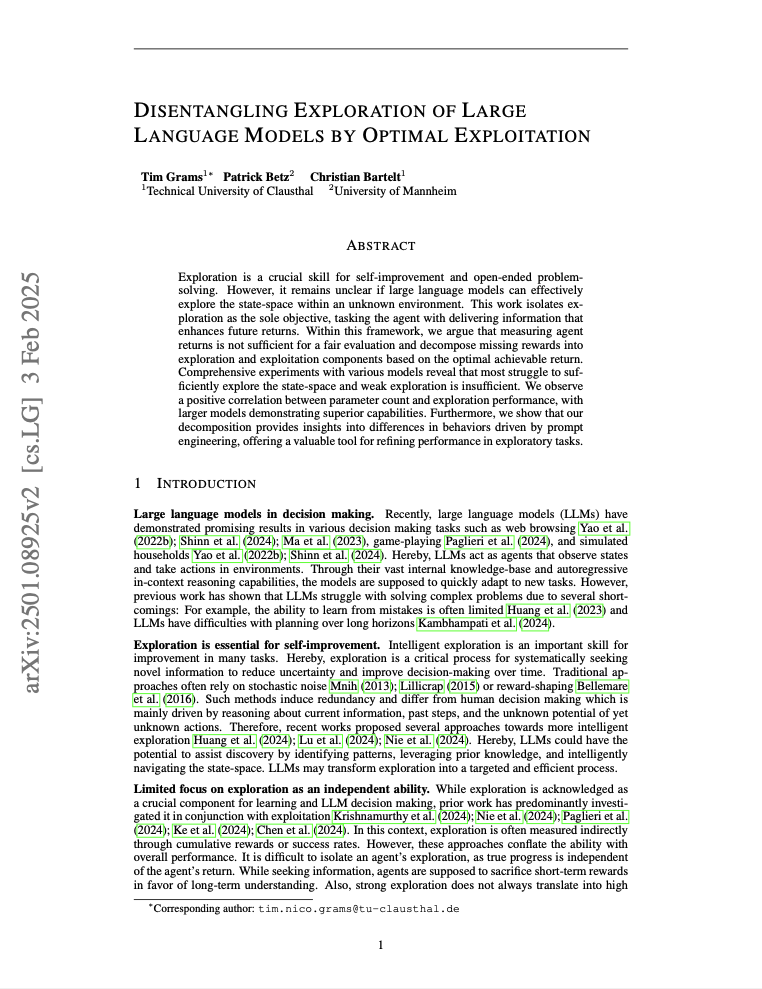 DISENTANGLING EXPLORATION OF LARGE
LANGUAGE MODELS BY OPTIMAL EXPLOITATION
Tim Grams1* Patrick Betz2 Christian Bartelt1
1Technical University of Clausthal 2University of Mannheim
ABSTRACT
Exploration is a crucial skill for self-improvement and open-ended problem-
solving. However, it remains unclear if large language models can effectively
explore the state-space within an unknown environment. This work isolates ex-
ploration as the sole objective, tasking the agent with delivering information that
enhances future returns. Within this framework, we argue that measuring agent
returns is not sufficient for a fair evaluation and decompose missing rewards into
exploration and exploitation components based on the optimal achievable return.
Comprehensive experiments with various models reveal that most struggle to suf-
ficiently explore the state-space and weak exploration is insufficient. We observe
a positive correlation between parameter count and exploration performance, with
larger models demonstrating superior capabilities. Furthermore, we show that our
decomposition provides insights into differences in behaviors driven by prompt
engineering, offering a valuable tool for refining performance in exploratory tasks.
1 INTRODUCTION
Large language models in decision making. Recently, large language models (LLMs) have
demonstrated promising results in various decision making tasks such as web browsing Yao et al.
(2022b); Shinn et al. (2024); Ma et al. (2023), game-playing Paglieri et al. (2024), and simulated
households Yao et al. (2022b); Shinn et al. (2024). Hereby, LLMs act as agents that observe states
and take actions in environments. Through their vast internal knowledge-base and autoregressive
in-context reasoning capabilities, the models are supposed to quickly adapt to new tasks. However,
previous work has shown that LLMs struggle with solving complex problems due to several short-
comings: For example, the ability to learn from mistakes is often limited Huang et al. (2023) and
LLMs have difficulties with planning over long horizons Kambhampati et al. (2024).
Exploration is essential for self-improvement. Intelligent exploration is an important skill for
improvement in many tasks. Hereby, exploration is a critical process for systematically seeking
novel information to reduce uncertainty and improve decision-making over time. Traditional ap-
proaches often rely on stochastic noise Mnih (2013); Lillicrap (2015) or reward-shaping Bellemare
et al. (2016). Such methods induce redundancy and differ from human decision making which is
mainly driven by reasoning about current information, past steps, and the unknown potential of yet
unknown actions. Therefore, recent works proposed several approaches towards more intelligent
exploration Huang et al. (2024); Lu et al. (2024); Nie et al. (2024). Hereby, LLMs could have the
potential to assist discovery by identifying patterns, leveraging prior knowledge, and intelligently
navigating the state-space. LLMs may transform exploration into a targeted and efficient process.
Limited focus on exploration as an independent ability. While exploration is acknowledged as
a crucial component for learning and LLM decision making, prior work has predominantly investi-
gated it in conjunction with exploitation Krishnamurthy et al. (2024); Nie et al. (2024); Paglieri et al.
(2024); Ke et al. (2024); Chen et al. (2024). In this context, exploration is often measured indirectly
through cumulative rewards or success rates. However, these approaches conflate the ability with
overall performance. It is difficult to isolate an agent's exploration, as true progress is independent
of the agent's return. While seeking information, agents are supposed to sacrifice short-term rewards
in favor of long-term understanding. Also, strong exploration does not always translate into high
*Corresponding author: tim.nico.grams@tu-clausthal.de
1
arXiv:2501.08925v2 [cs.LG] 3 Feb 2025